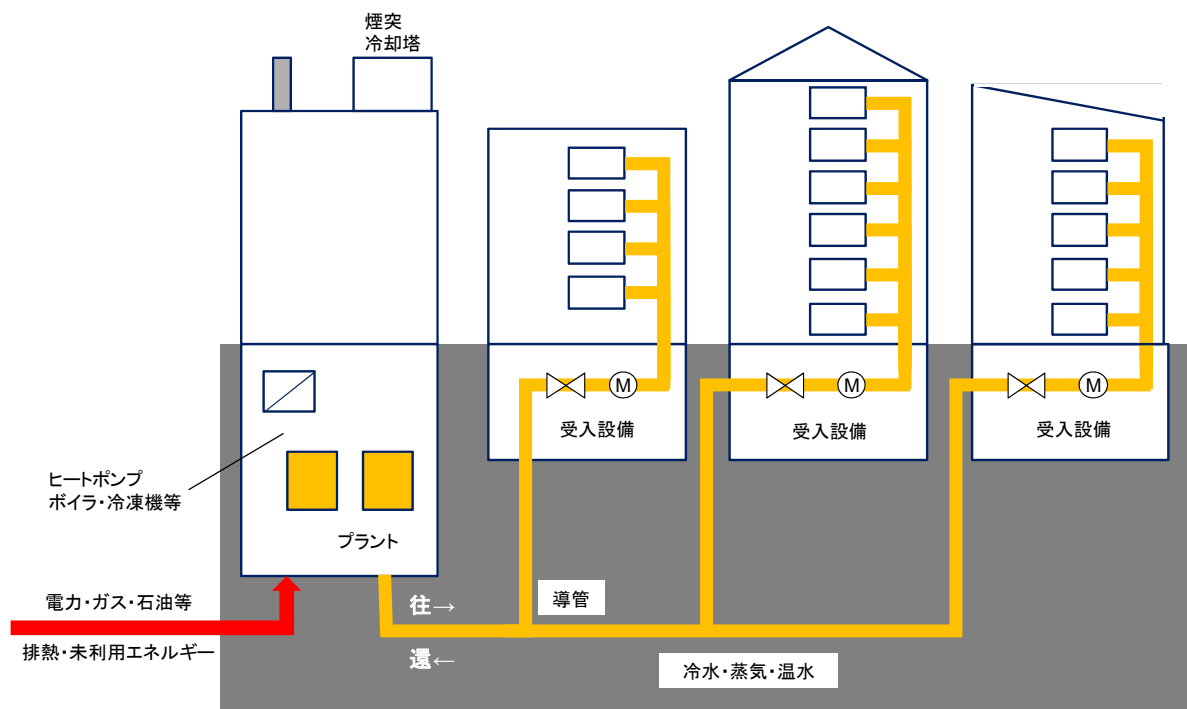 煙突
冷却塔
M
M
M
受入設備
受入設備
受入設備
ヒートポンプ
ボイラ・冷凍機等
プラント
電力・ガス・石油等
排熱・未利用エネルギー
往→
還←
導管
冷水・蒸気・温水